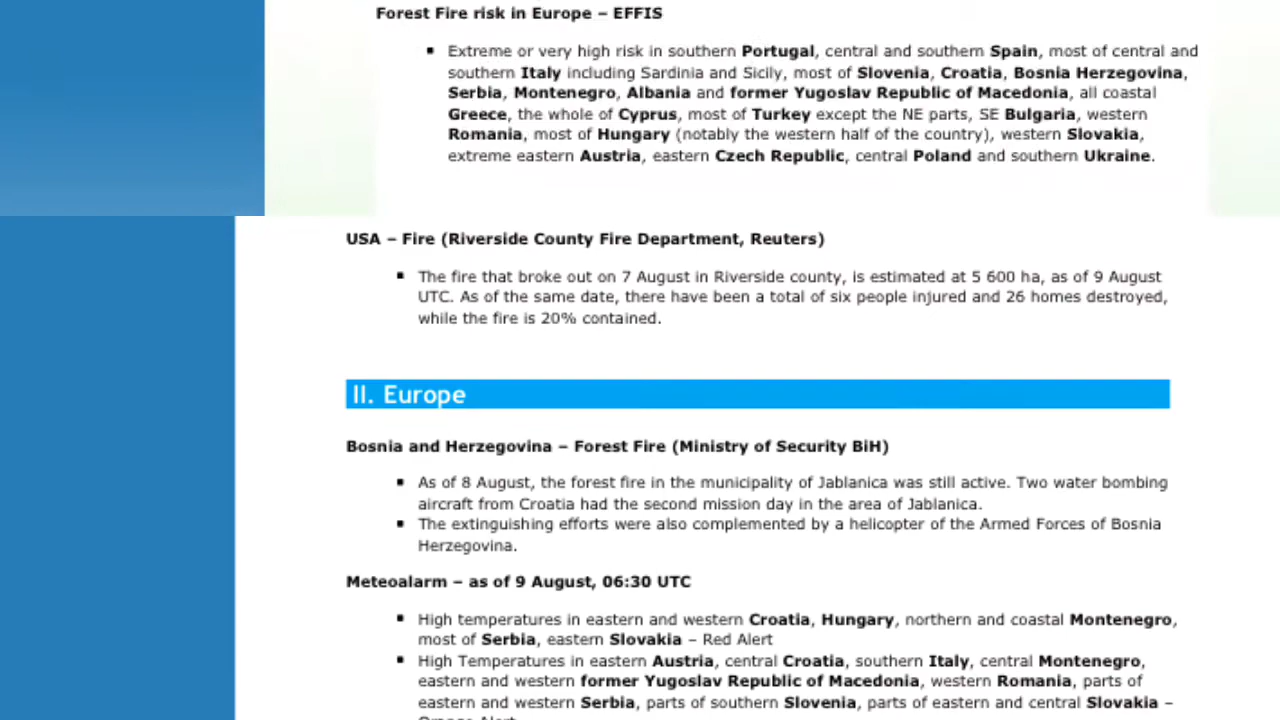 Forest Fire risk in Europe – EFFIS
▪ Extreme or very high risk in southern Portugal, central and southern Spain, most of central and
southern Italy including Sardinia and Sicily, most of Slovenia, Croatia, Bosnia Herzegovina,
Serbia, Montenegro, Albania and former Yugoslav Republic of Macedonia, all coastal
Greece, the whole of Cyprus, most of Turkey except the NE parts, SE Bulgaria, western
Romania, most of Hungary (notably the western half of the country), western Slovakia,
extreme eastern Austria, eastern Czech Republic, central Poland and southern Ukraine.
USA – Fire (Riverside County Fire Department, Reuters)
▪ The fire that broke out on 7 August in Riverside county, is estimated at 5 600 ha, as of 9 August
UTC. As of the same date, there have been a total of six people injured and 26 homes destroyed,
while the fire is 20% contained.
II. Europe
Bosnia and Herzegovina – Forest Fire (Ministry of Security BiH)
▪ As of 8 August, the forest fire in the municipality of Jablanica was still active. Two water bombing
aircraft from Croatia had the second mission day in the area of Jablanica.
▪ The extinguishing efforts were also complemented by a helicopter of the Armed Forces of Bosnia
Herzegovina.
Meteoalarm – as of 9 August, 06:30 UTC
▪ High temperatures in eastern and western Croatia, Hungary, northern and coastal Montenegro,
most of Serbia, eastern Slovakia – Red Alert
▪ High Temperatures in eastern Austria, central Croatia, southern Italy, central Montenegro,
eastern and western former Yugoslav Republic of Macedonia, western Romania, parts of
eastern and western Serbia, parts of southern Slovenia, parts of eastern and central Slovakia –
Orange Alert